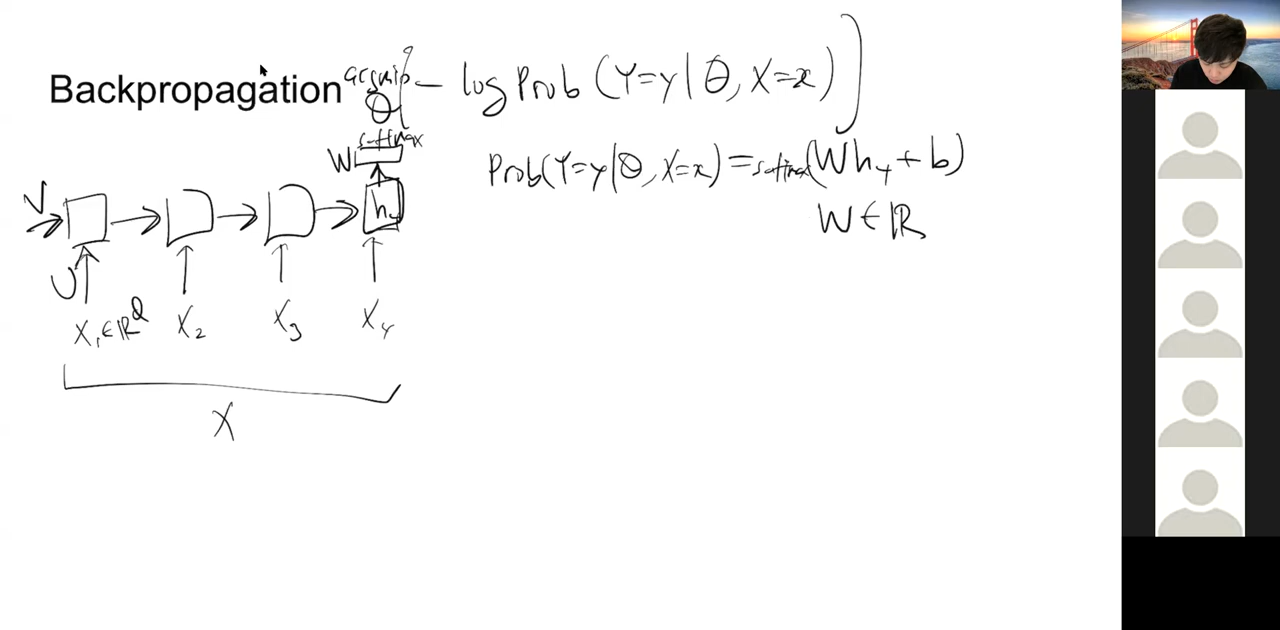 Backpropagation argmin { - log Prob (Y=y | θ, X=x) ]
θ
softmax
W
Prob(Y=y | θ, X=x) = softmax(Wh₄ + b)
V h₄ W ∈ ℝ
U
X₁ ∈ ℝᵈ X₂ X₃ X₄
X